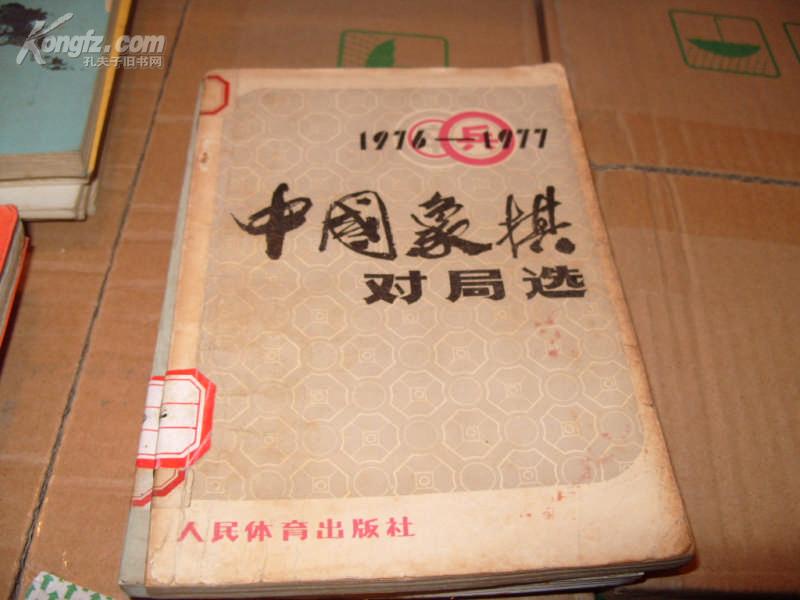 Kongfz.com
孔夫子旧书网
1976—1977
兵
中國象棋
对局选
人民体育出版社